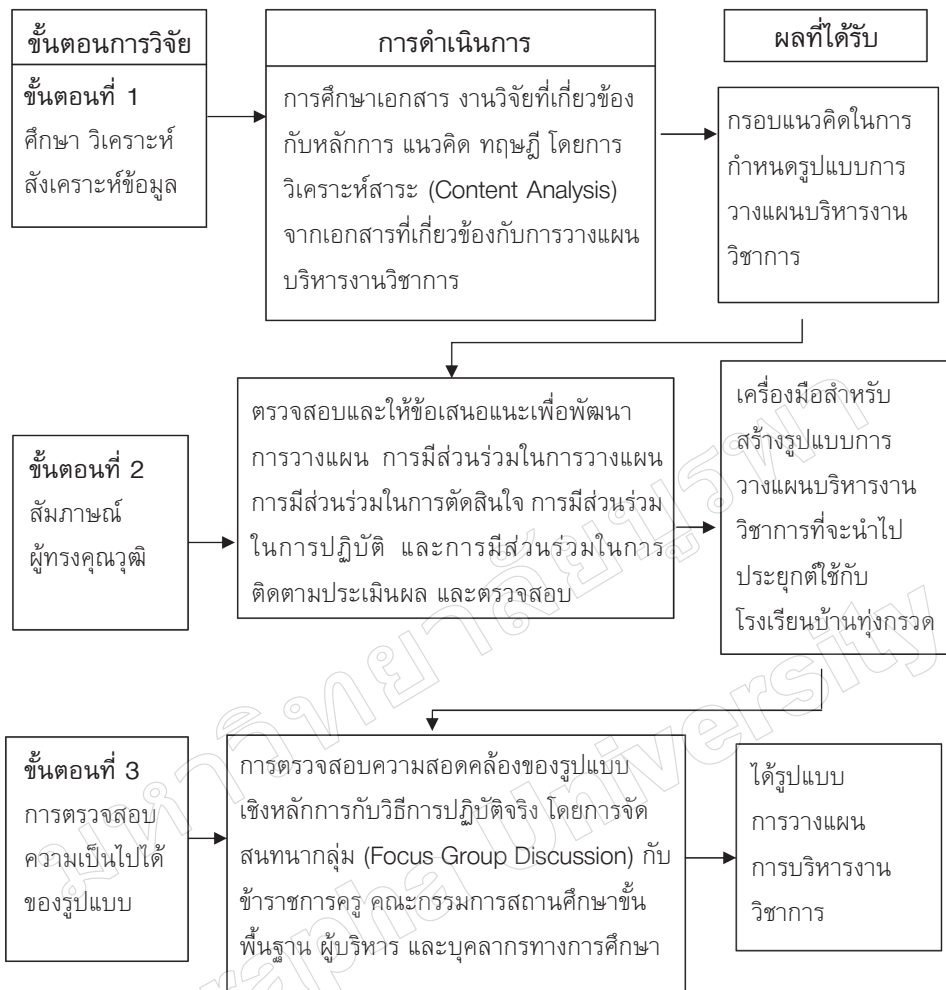 ขั้นตอนการวิจัย
การดำเนินการ
ผลที่ได้รับ
ขั้นตอนที่ 1
ศึกษา วิเคราะห์
สังเคราะห์ข้อมูล
การศึกษาเอกสาร งานวิจัยที่เกี่ยวข้อง
กับหลักการ แนวคิด ทฤษฎี โดยการ
วิเคราะห์สาระ (Content Analysis)
จากเอกสารที่เกี่ยวข้องกับการวางแผน
บริหารงานวิชาการ
กรอบแนวคิดในการ
กำหนดรูปแบบการ
วางแผนบริหารงาน
วิชาการ
ขั้นตอนที่ 2
สัมภาษณ์
ผู้ทรงคุณวุฒิ
ตรวจสอบและให้ข้อเสนอแนะเพื่อพัฒนา
การวางแผน การมีส่วนร่วมในการวางแผน
การมีส่วนร่วมในการตัดสินใจ การมีส่วนร่วม
ในการปฏิบัติ และการมีส่วนร่วมในการ
ติดตามประเมินผล และตรวจสอบ
เครื่องมือสำหรับ
สร้างรูปแบบการ
วางแผนบริหารงาน
วิชาการที่จะนำไป
ประยุกต์ใช้กับ
โรงเรียนบ้านทุ่งกรวด
ขั้นตอนที่ 3
การตรวจสอบ
ความเป็นไปได้
ของรูปแบบ
การตรวจสอบความสอดคล้องของรูปแบบ
เชิงหลักการกับวิธีการปฏิบัติจริง โดยการจัด
สนทนากลุ่ม (Focus Group Discussion) กับ
ข้าราชการครู คณะกรรมการสถานศึกษาขั้น
พื้นฐาน ผู้บริหาร และบุคลากรทางการศึกษา
ได้รูปแบบ
การวางแผน
การบริหารงาน
วิชาการ
มหาวิทยาลัยบูรพา
Burapha University